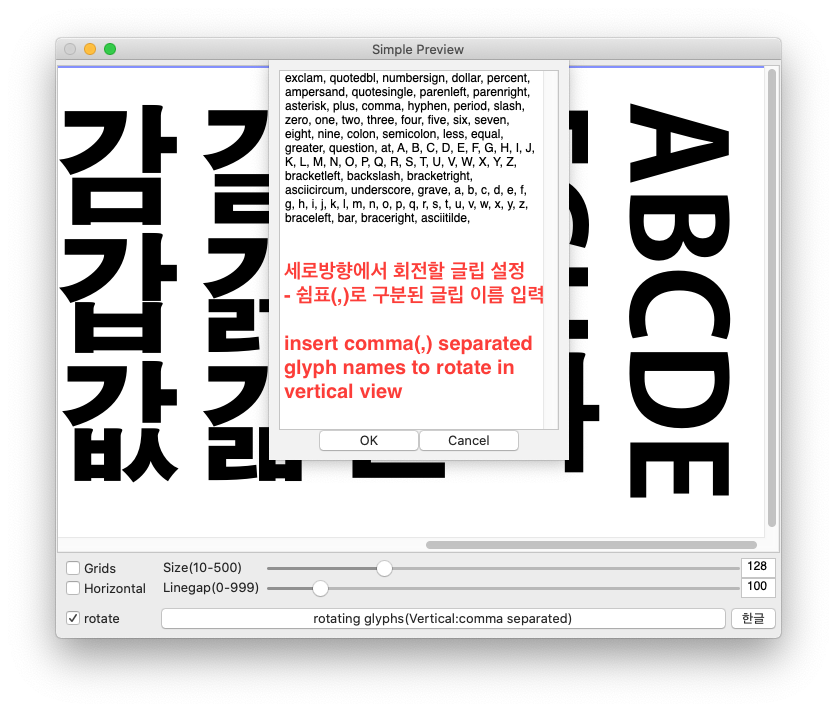 Simple Preview
exclam, quotedbl, numbersign, dollar, percent,
ampersand, quotesingle, parenleft, parenright,
asterisk, plus, comma, hyphen, period, slash,
zero, one, two, three, four, five, six, seven,
eight, nine, colon, semicolon, less, equal,
greater, question, at, A, B, C, D, E, F, G, H, I, J,
K, L, M, N, O, P, Q, R, S, T, U, V, W, X, Y, Z,
bracketleft, backslash, bracketright,
asciicircum, underscore, grave, a, b, c, d, e, f,
g, h, i, j, k, l, m, n, o, p, q, r, s, t, u, v, w, x, y, z,
braceleft, bar, braceright, asciitilde,
세로방향에서 회전할 글립 설정
- 쉼표(,)로 구분된 글립 이름 입력
insert comma(,) separated
glyph names to rotate in
vertical view
OK
Cancel
ABCDE
감갑값
Grids
Size(10-500)
128
Horizontal
Linegap(0-999)
100
rotate
rotating glyphs(Vertical:comma separated)
한글